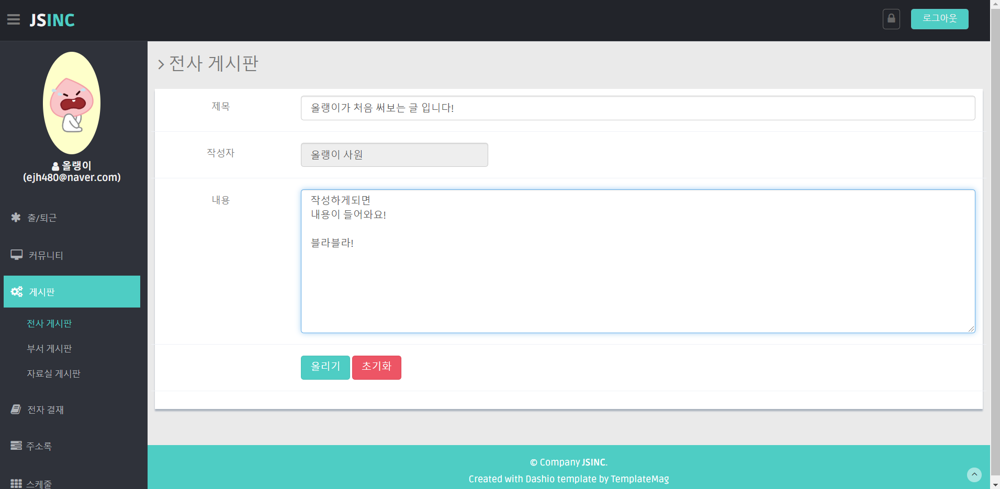 JSINC
로그아웃
올랭이
(ejh480@naver.com)
출/퇴근
커뮤니티
게시판
전사 게시판
부서 게시판
자료실 게시판
전자 결재
주소록
스케줄
전사 게시판
제목
올랭이가 처음 써보는 글 입니다!
작성자
올랭이 사원
내용
작성하게되면
내용이 들어와요!
블라블라!
올리기 초기화
© Company JSINC.
Created with Dashio template by TemplateMag